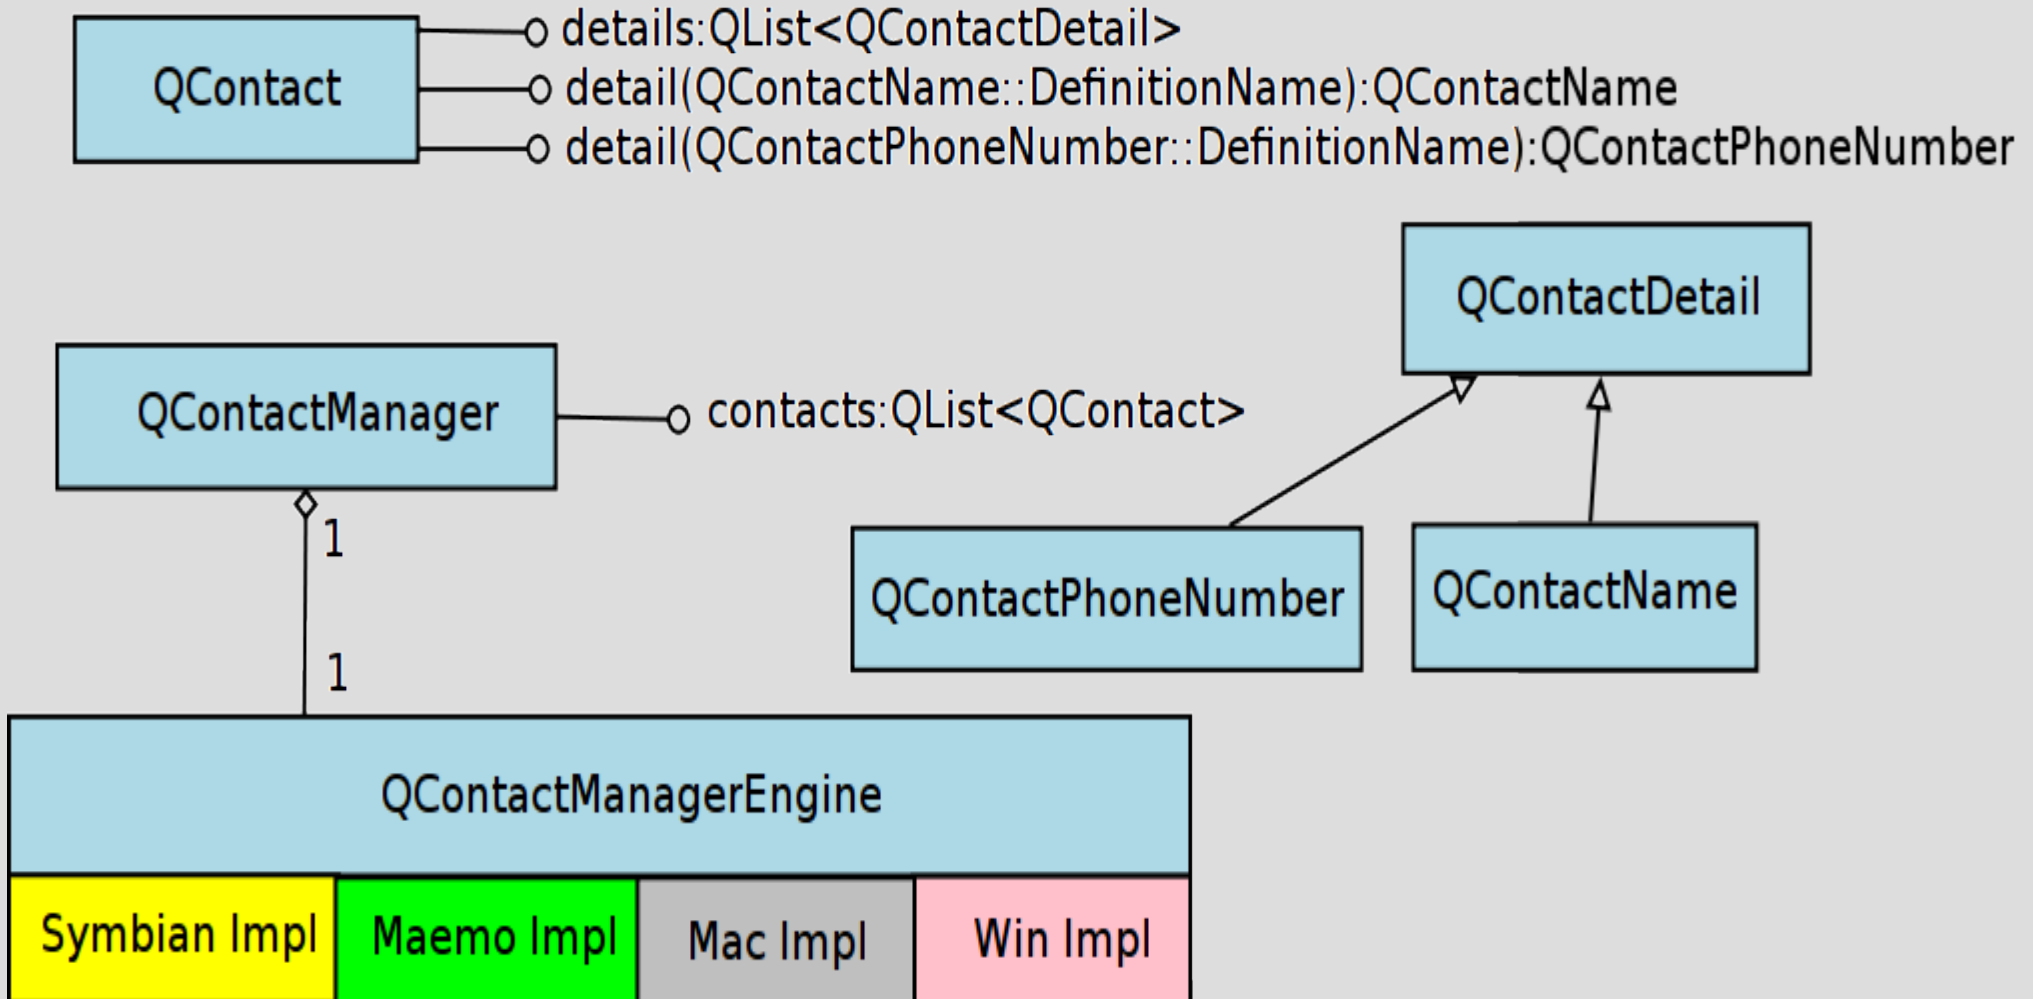 QContact
details:QList<QContactDetail>
detail(QContactName::DefinitionName):QContactName
detail(QContactPhoneNumber::DefinitionName):QContactPhoneNumber
QContactDetail
QContactManager
contacts:QList<QContact>
1
1
QContactPhoneNumber
QContactName
QContactManagerEngine
Symbian Impl
Maemo Impl
Mac Impl
Win Impl